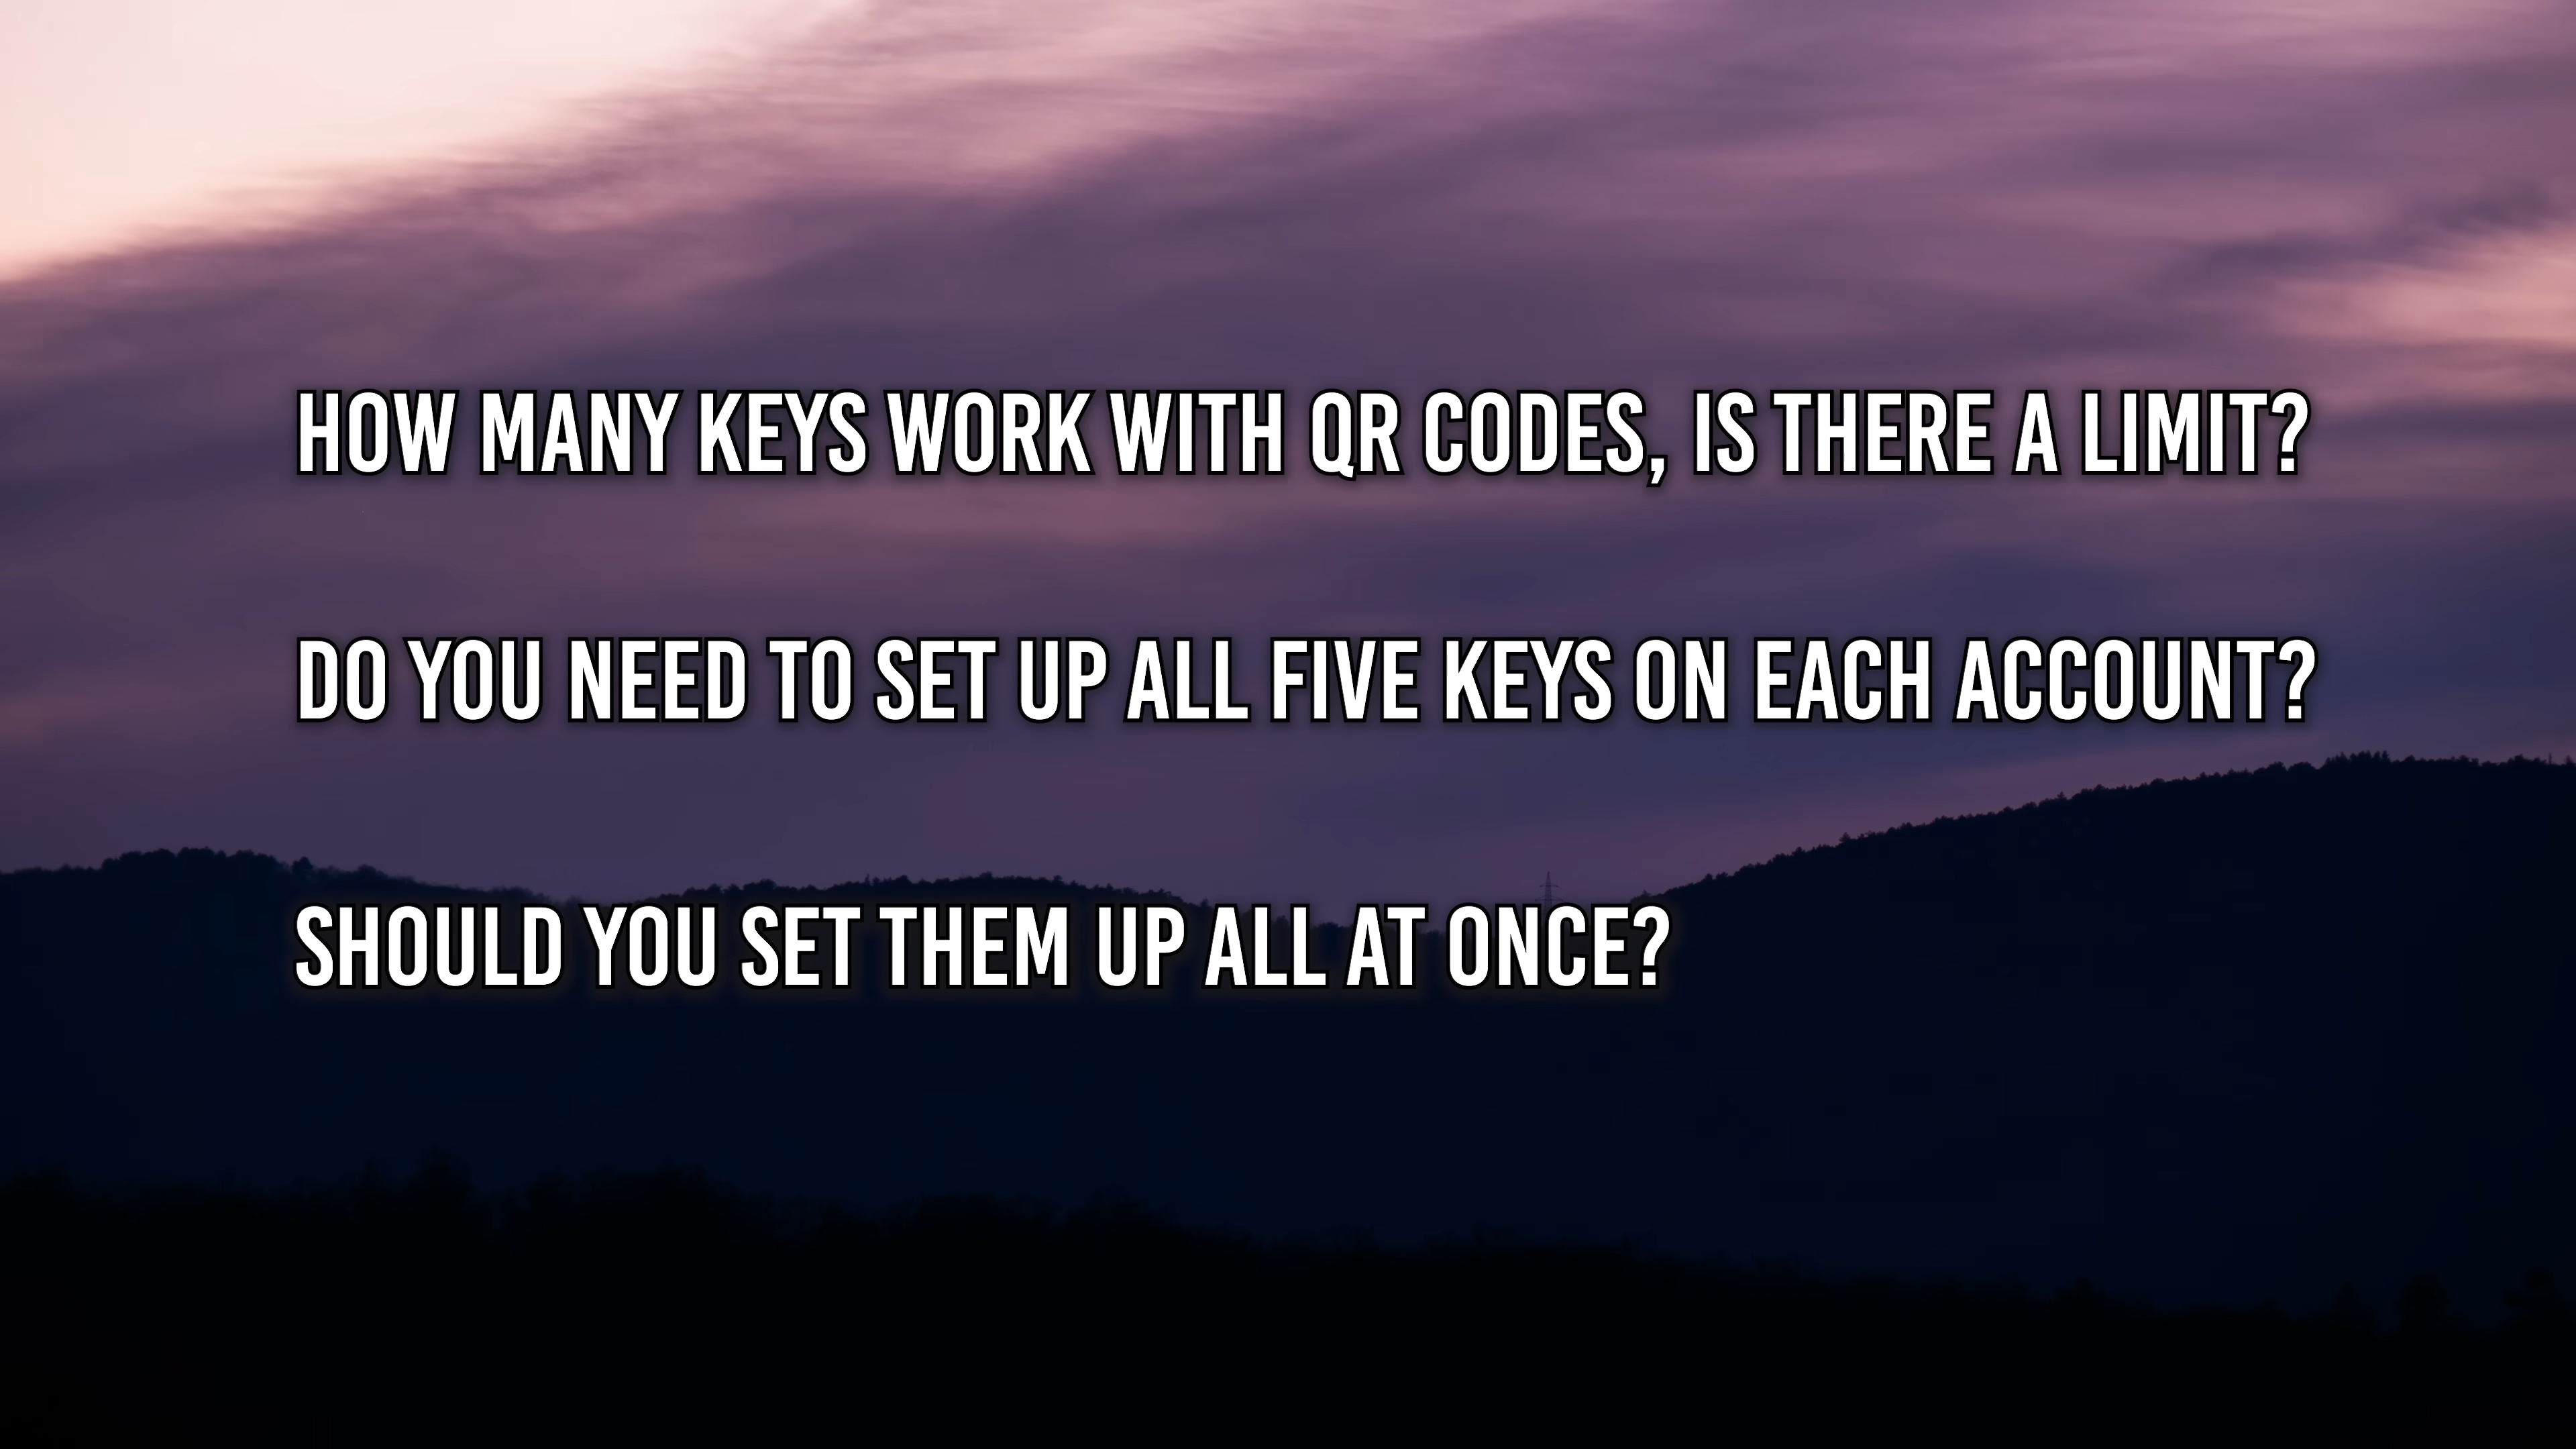 HOW MANY KEYS WORK WITH QR CODES, IS THERE A LIMIT?
DO YOU NEED TO SET UP ALL FIVE KEYS ON EACH ACCOUNT?
SHOULD YOU SET THEM UP ALL AT ONCE?